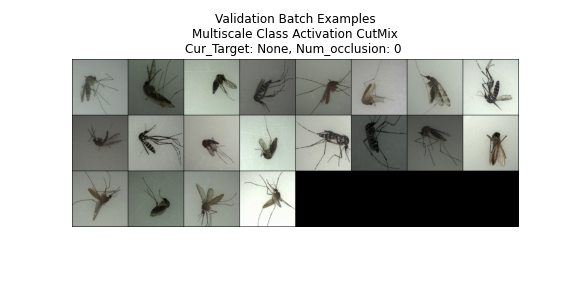 Validation Batch Examples
Multiscale Class Activation CutMix
Cur_Target: None, Num_occlusion: 0